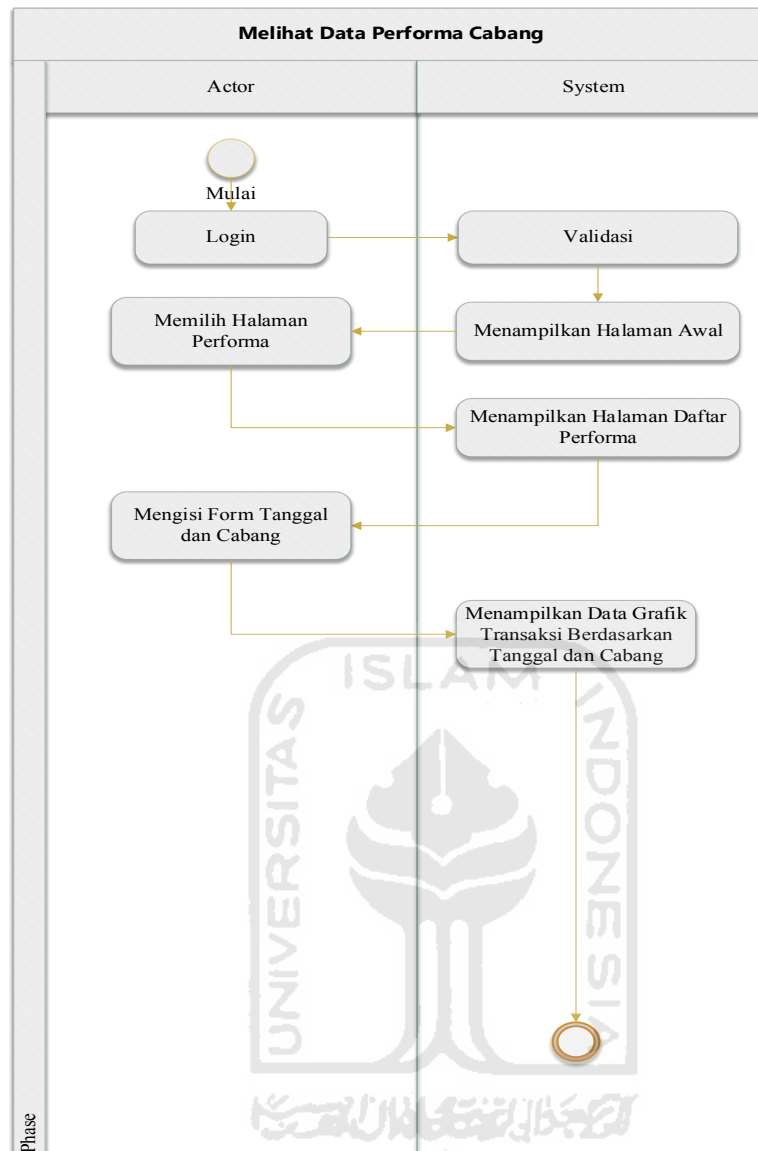 Melihat Data Performa Cabang
Actor
System
Mulai
Login
Validasi
Memilih Halaman
Performa
Menampilkan Halaman Awal
Menampilkan Halaman Daftar
Performa
Mengisi Form Tanggal
dan Cabang
Menampilkan Data Grafik
Transaksi Berdasarkan
Tanggal dan Cabang
UNIVERSITAS
ISLAM
INDONESIA
Phase